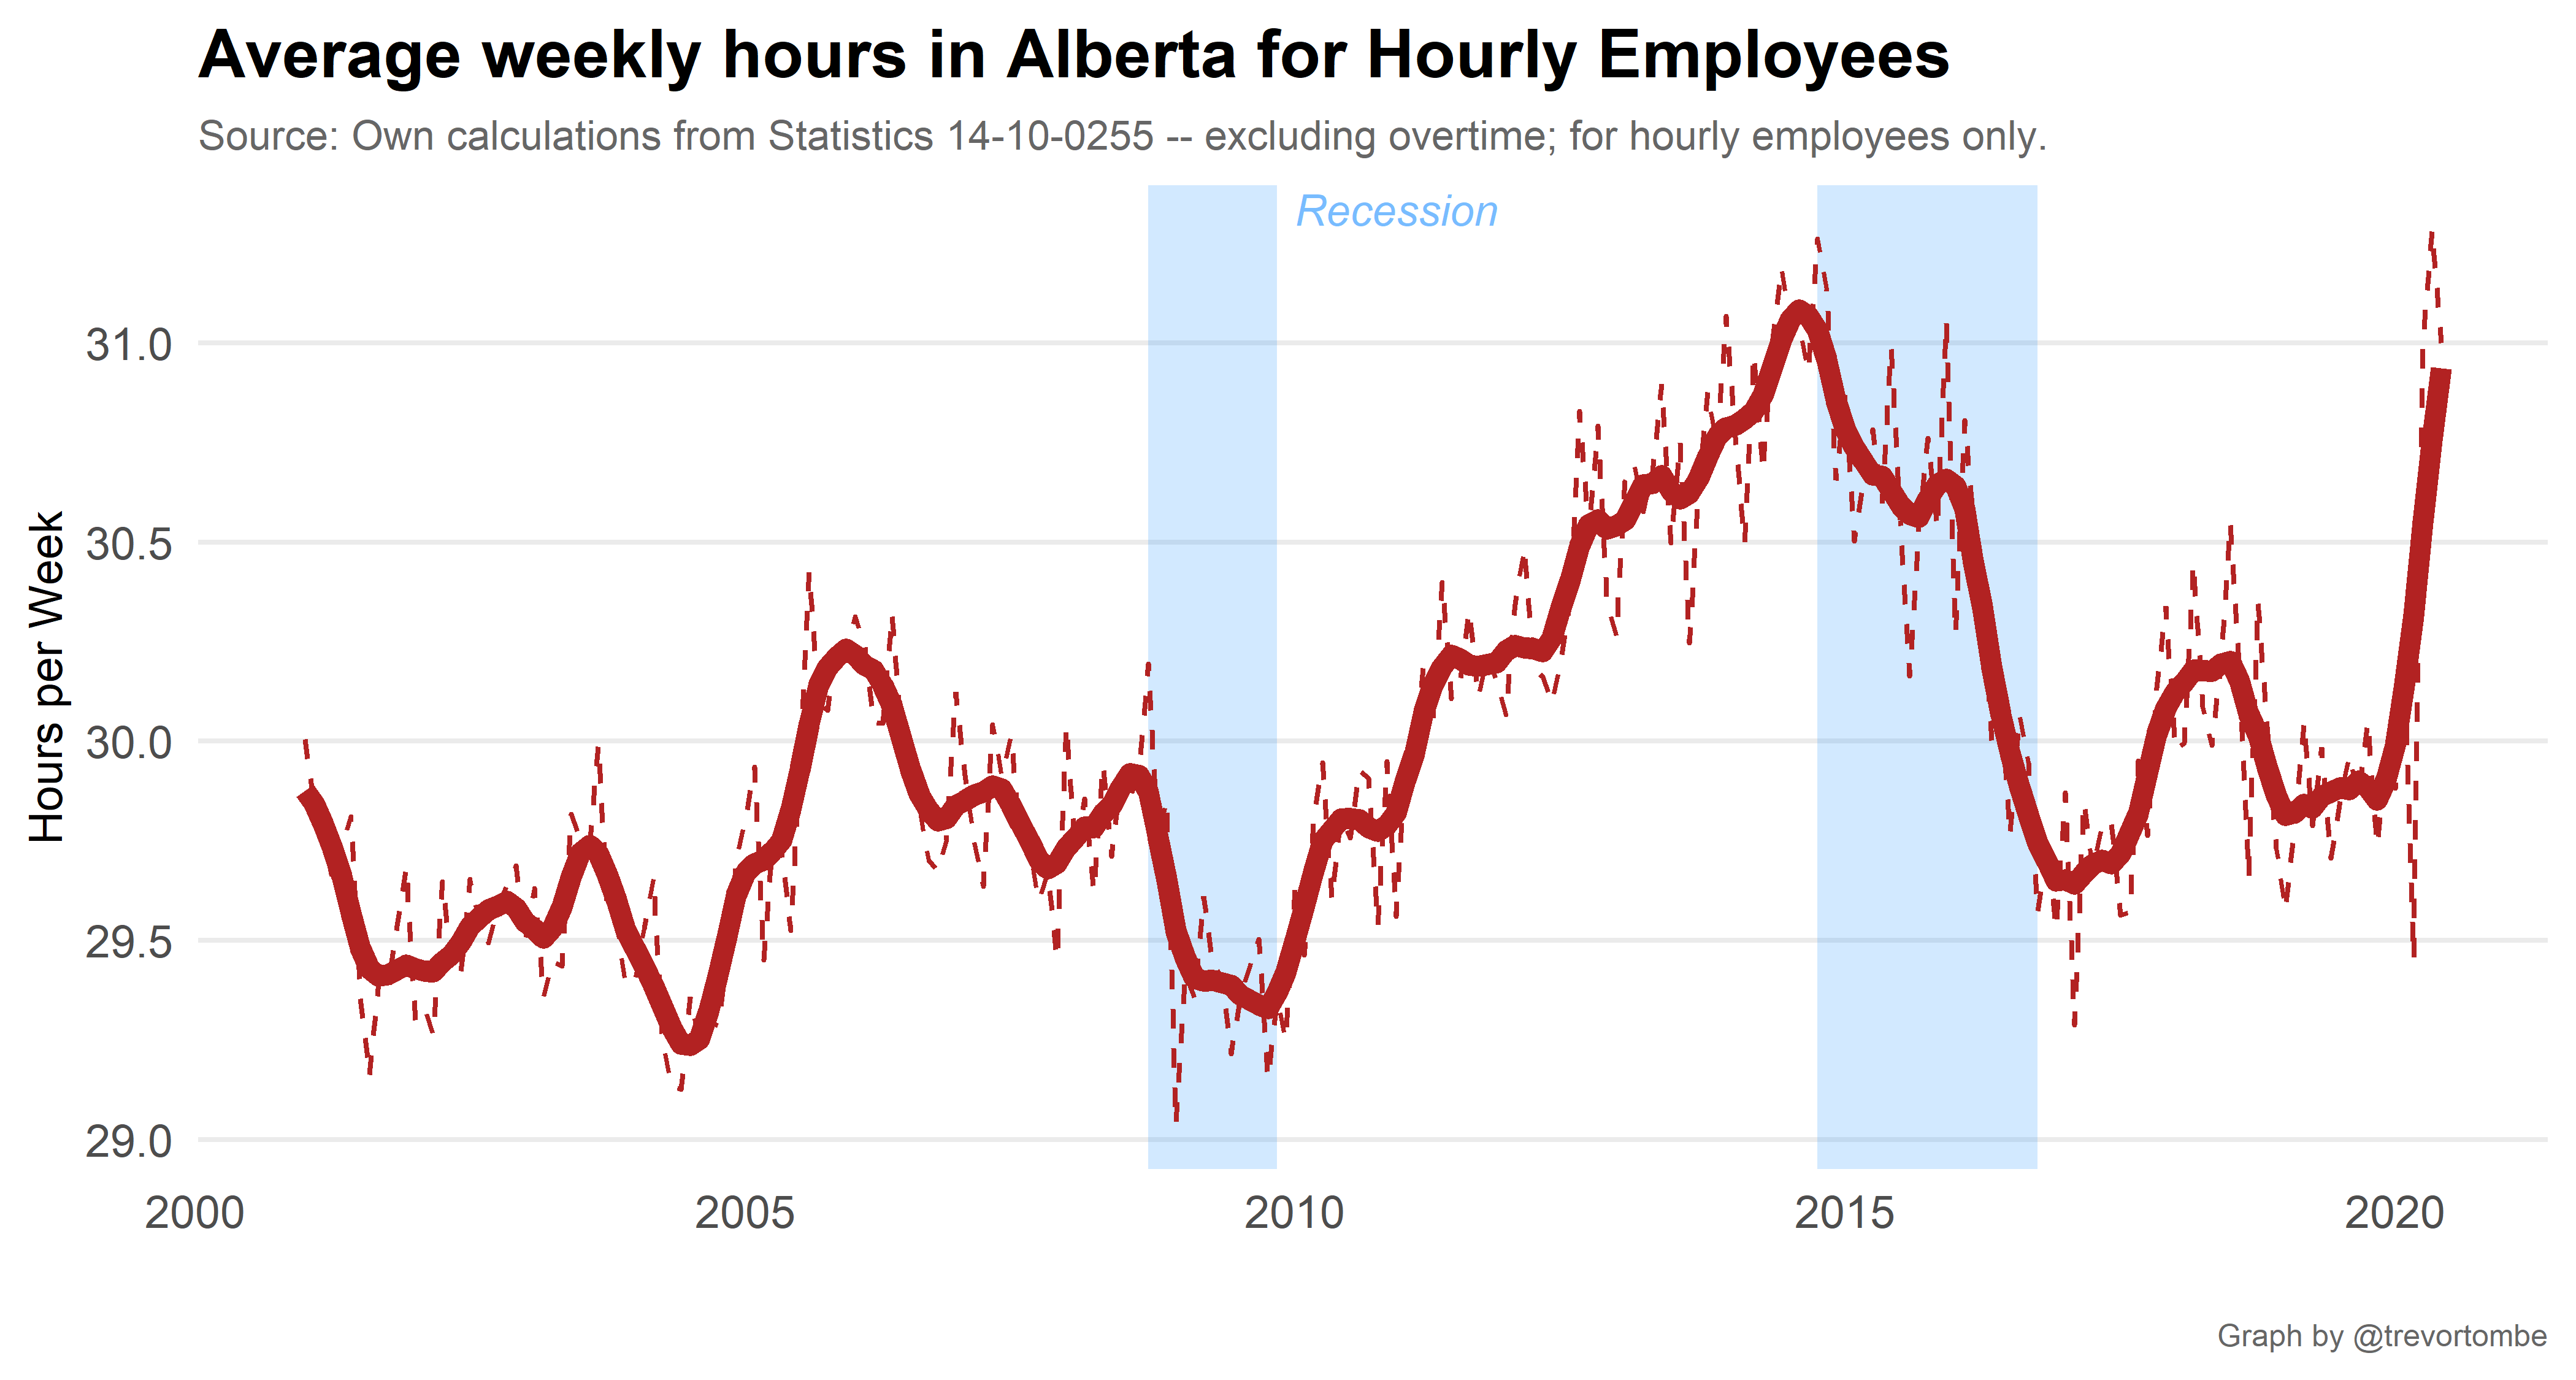 Average weekly hours in Alberta for Hourly Employees
Source: Own calculations from Statistics 14-10-0255 -- excluding overtime; for hourly employees only.
Recession
Hours per Week
31.0
30.5
30.0
29.5
29.0
2000 2005 2010 2015 2020
Graph by @trevortombe